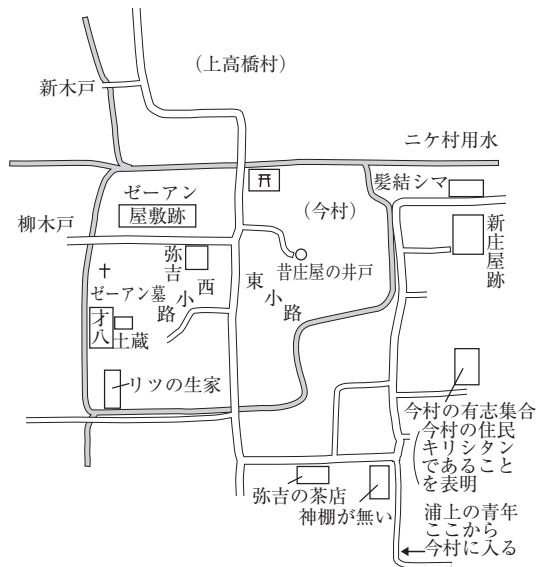 （上高橋村）
新木戸
二ケ村用水
髪結シマ
ゼーアン
屋敷跡
（今村）
柳木戸
新庄屋跡
弥吉
昔庄屋の井戸
ゼーアン墓
西小路
東小路
才八
土蔵
リツの生家
今村の有志集合
今村の住民
キリシタン
であること
を表明
弥吉の茶店
神棚が無い
浦上の青年
ここから
今村に入る